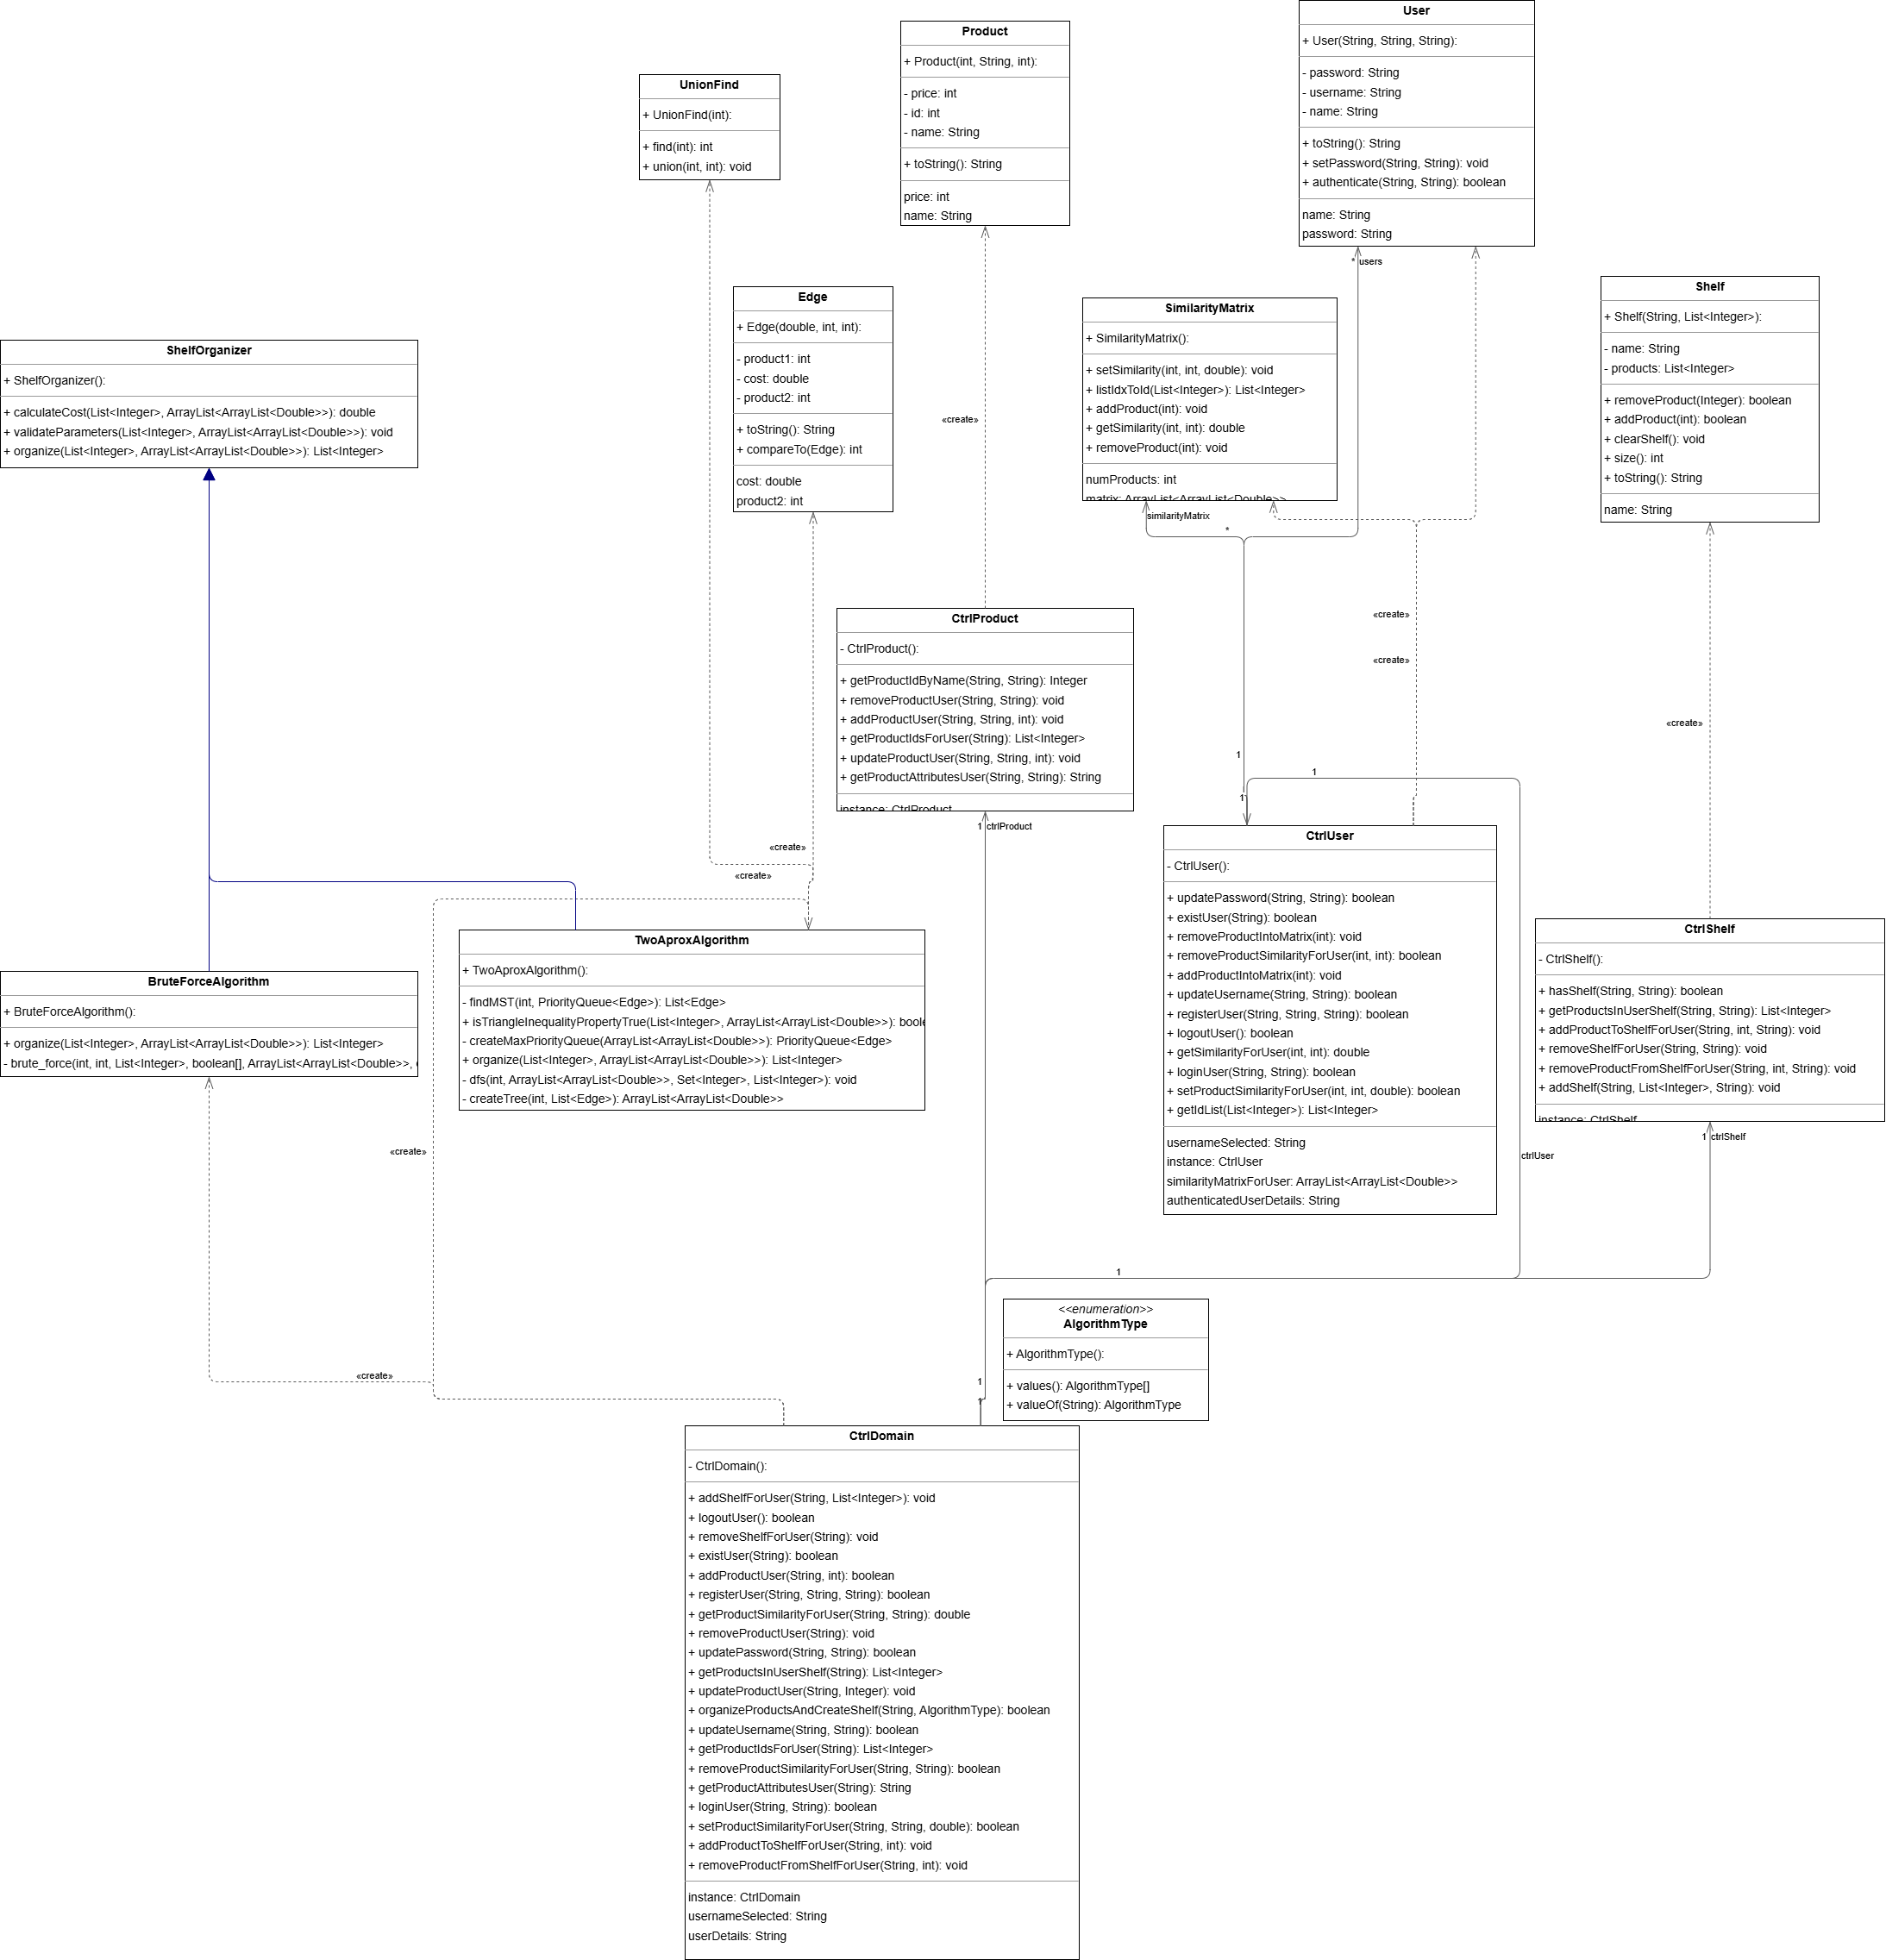 User
+ User(String, String, String):
- password: String
- username: String
- name: String
+ toString(): String
+ setPassword(String, String): void
+ authenticate(String, String): boolean
name: String
password: String
Product
+ Product(int, String, int):
- price: int
- id: int
- name: String
+ toString(): String
price: int
name: String
UnionFind
+ UnionFind(int):
+ find(int): int
+ union(int, int): void
* users
Shelf
+ Shelf(String, List<Integer>):
- name: String
- products: List<Integer>
+ removeProduct(Integer): boolean
+ addProduct(int): boolean
+ clearShelf(): void
+ size(): int
+ toString(): String
name: String
Edge
+ Edge(double, int, int):
- product1: int
- cost: double
- product2: int
+ toString(): String
+ compareTo(Edge): int
cost: double
product2: int
SimilarityMatrix
+ SimilarityMatrix():
+ setSimilarity(int, int, double): void
+ listIdxToId(List<Integer>): List<Integer>
+ addProduct(int): void
+ getSimilarity(int, int): double
+ removeProduct(int): void
numProducts: int
matrix: ArrayList<ArrayList<Double>>
similarityMatrix
*
ShelfOrganizer
+ ShelfOrganizer():
+ calculateCost(List<Integer>, ArrayList<ArrayList<Double>>): double
+ validateParameters(List<Integer>, ArrayList<ArrayList<Double>>): void
+ organize(List<Integer>, ArrayList<ArrayList<Double>>): List<Integer>
«create»
«create»
«create»
«create»
CtrlProduct
- CtrlProduct():
+ getProductIdByName(String, String): Integer
+ removeProductUser(String, String): void
+ addProductUser(String, String, int): void
+ getProductIdsForUser(String): List<Integer>
+ updateProductUser(String, String, int): void
+ getProductAttributesUser(String, String): String
instance: CtrlProduct
1 ctrlProduct
1
1
1
«create»
«create»
CtrlUser
- CtrlUser():
+ updatePassword(String, String): boolean
+ existUser(String): boolean
+ removeProductIntoMatrix(int): void
+ removeProductSimilarityForUser(int, int): boolean
+ addProductIntoMatrix(int): void
+ updateUsername(String, String): boolean
+ registerUser(String, String, String): boolean
+ logoutUser(): boolean
+ getSimilarityForUser(int, int): double
+ loginUser(String, String): boolean
+ setProductSimilarityForUser(int, int, double): boolean
+ getIdList(List<Integer>): List<Integer>
usernameSelected: String
instance: CtrlUser
similarityMatrixForUser: ArrayList<ArrayList<Double>>
authenticatedUserDetails: String
CtrlShelf
- CtrlShelf():
+ hasShelf(String, String): boolean
+ getProductsInUserShelf(String, String): List<Integer>
+ addProductToShelfForUser(String, int, String): void
+ removeShelfForUser(String, String): void
+ removeProductFromShelfForUser(String, int, String): void
+ addShelf(String, List<Integer>, String): void
instance: CtrlShelf
1 ctrlShelf
ctrlUser
TwoAproxAlgorithm
+ TwoAproxAlgorithm():
- findMST(int, PriorityQueue<Edge>): List<Edge>
+ isTriangleInequalityPropertyTrue(List<Integer>, ArrayList<ArrayList<Double>>): boole
- createMaxPriorityQueue(ArrayList<ArrayList<Double>>): PriorityQueue<Edge>
+ organize(List<Integer>, ArrayList<ArrayList<Double>>): List<Integer>
- dfs(int, ArrayList<ArrayList<Double>>, Set<Integer>, List<Integer>): void
- createTree(int, List<Edge>): ArrayList<ArrayList<Double>>
BruteForceAlgorithm
+ BruteForceAlgorithm():
+ organize(List<Integer>, ArrayList<ArrayList<Double>>): List<Integer>
- brute_force(int, int, List<Integer>, boolean[], ArrayList<ArrayList<Double>>,
«create»
«create»
1
<<enumeration>>
AlgorithmType
+ AlgorithmType():
+ values(): AlgorithmType[]
+ valueOf(String): AlgorithmType
1
1
CtrlDomain
- CtrlDomain():
+ addShelfForUser(String, List<Integer>): void
+ logoutUser(): boolean
+ removeShelfForUser(String): void
+ existUser(String): boolean
+ addProductUser(String, int): boolean
+ registerUser(String, String, String): boolean
+ getProductSimilarityForUser(String, String): double
+ removeProductUser(String): void
+ updatePassword(String, String): boolean
+ getProductsInUserShelf(String): List<Integer>
+ updateProductUser(String, Integer): void
+ organizeProductsAndCreateShelf(String, AlgorithmType): boolean
+ updateUsername(String, String): boolean
+ getProductIdsForUser(String): List<Integer>
+ removeProductSimilarityForUser(String, String): boolean
+ getProductAttributesUser(String): String
+ loginUser(String, String): boolean
+ setProductSimilarityForUser(String, String, double): boolean
+ addProductToShelfForUser(String, int): void
+ removeProductFromShelfForUser(String, int): void
instance: CtrlDomain
usernameSelected: String
userDetails: String